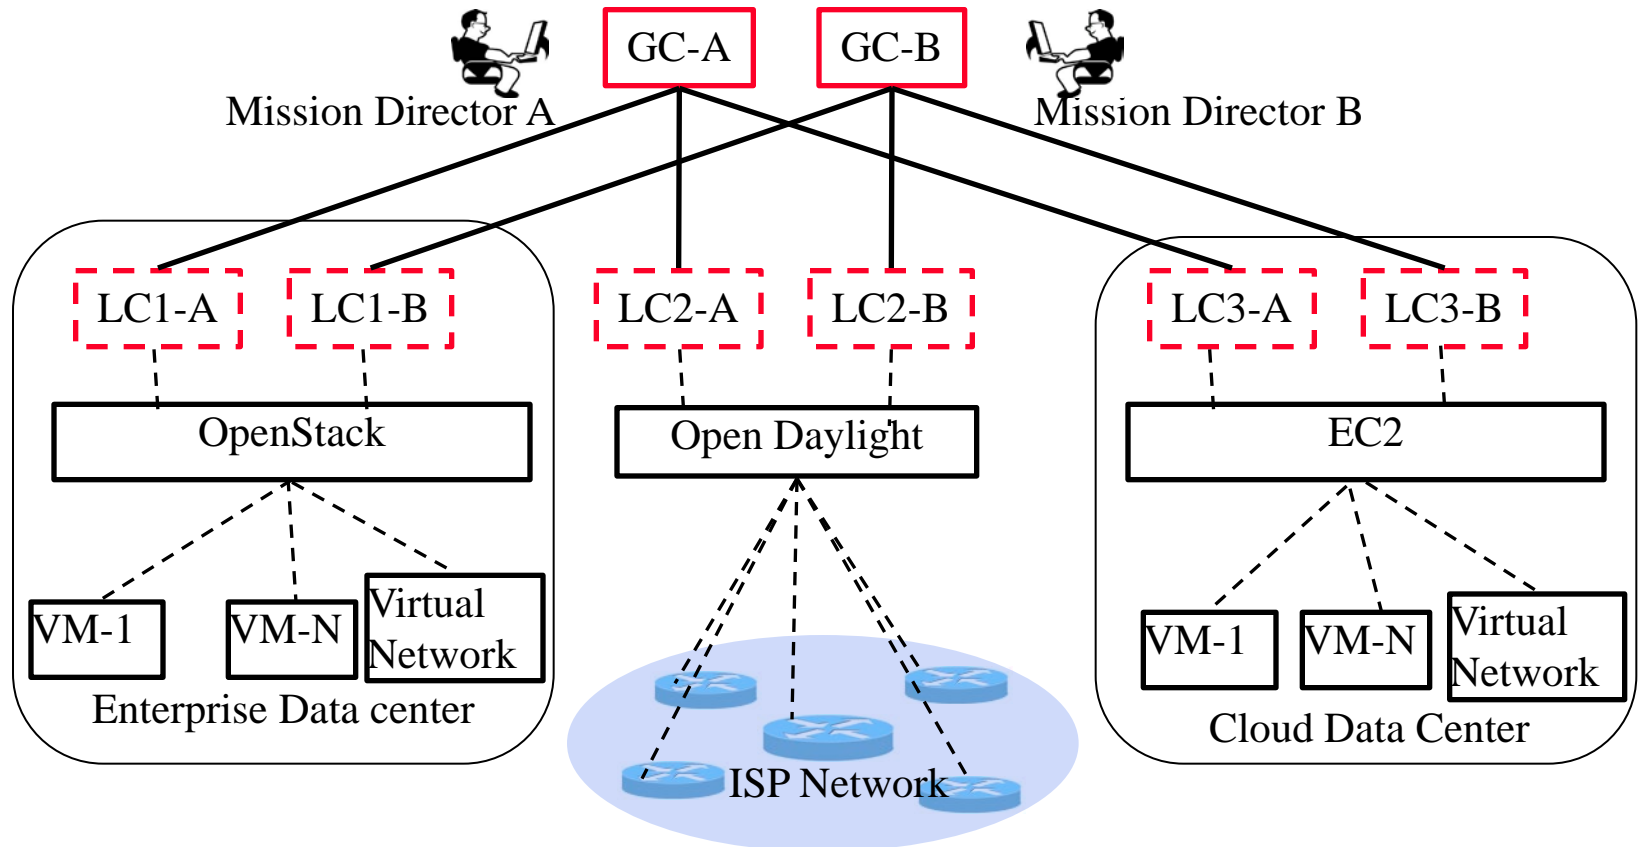 GC-A
GC-B
Mission Director A
Mission Director B
LC1-A
LC1-B
LC2-A
LC2-B
LC3-A
LC3-B
OpenStack
Open Daylight
EC2
VM-1
VM-N
Virtual
Network
VM-1
VM-N
Virtual
Network
Enterprise Data center
ISP Network
Cloud Data Center